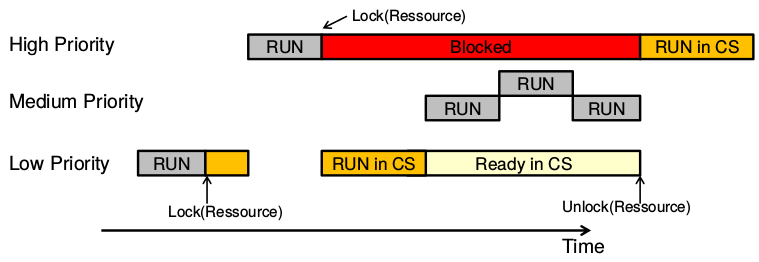 Lock(Ressource)
High Priority RUN Blocked RUN in CS
RUN
Medium Priority RUN RUN
Low Priority RUN RUN in CS Ready in CS
Lock(Ressource) Unlock(Ressource)
Time